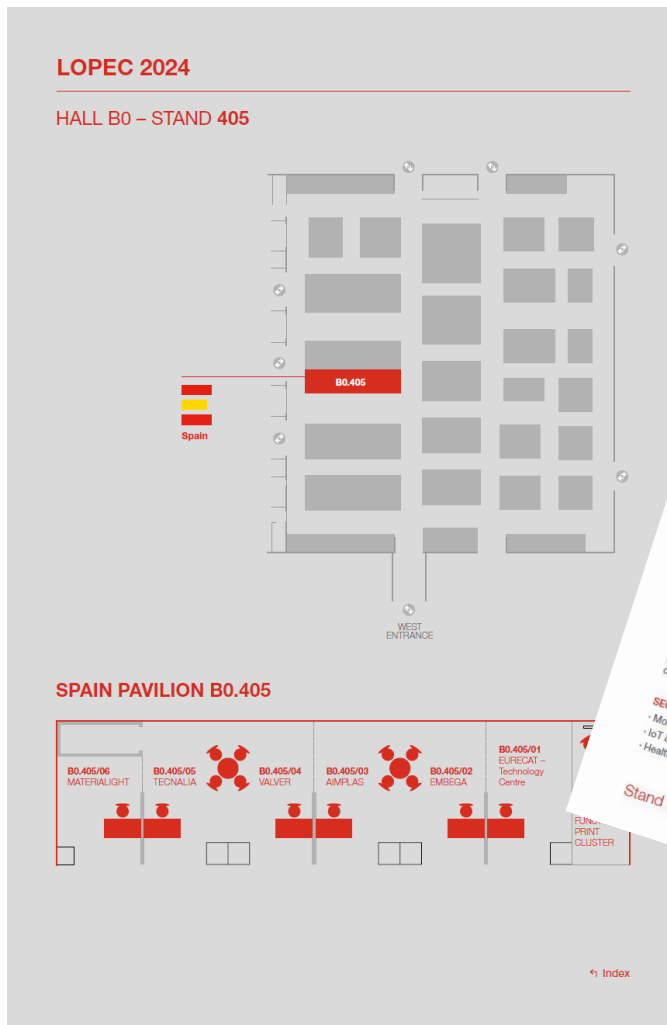 LOPEC 2024
HALL B0 – STAND 405
B0.405
Spain
WEST
ENTRANCE
SPAIN PAVILION B0.405
B0.405/06
MATERIALIGHT
B0.405/05
TECNALIA
B0.405/04
VALVER
B0.405/03
AIMPLAS
B0.405/02
EMBEGA
B0.405/01
EURECAT –
Technology
Centre
PRINT
CLUSTER
Stand
Index